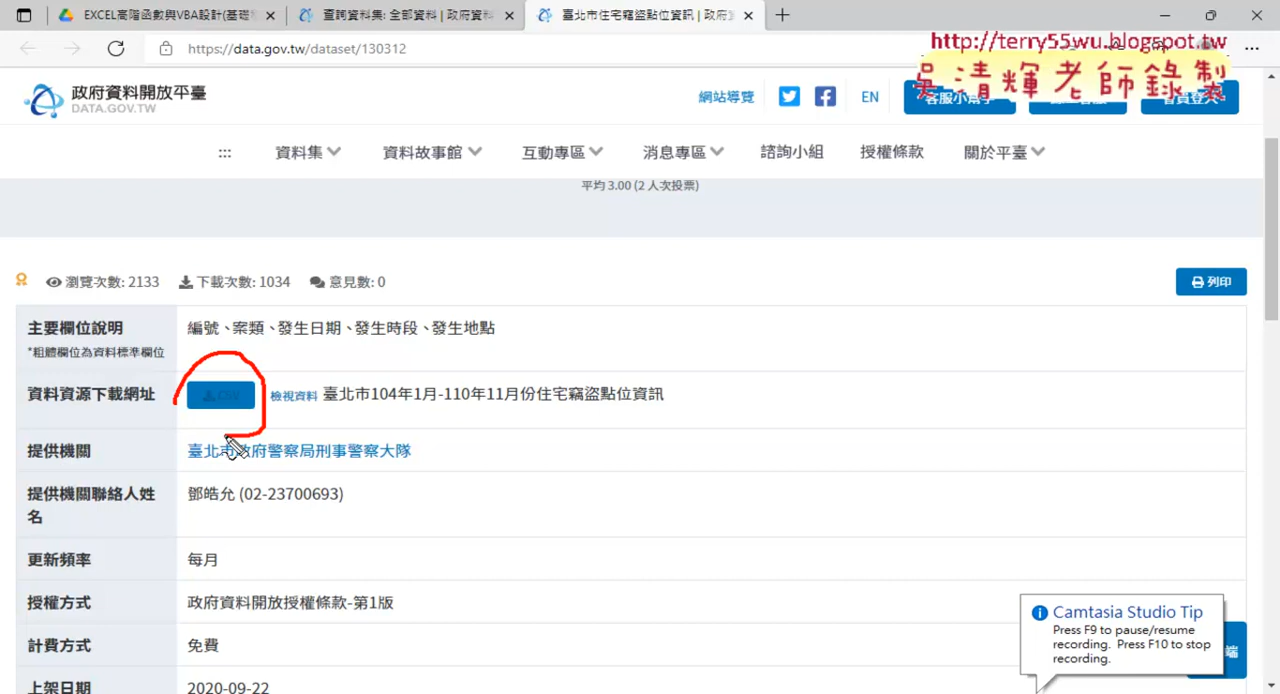 EXCEL高階函數與VBA設計(基礎
查詢資料集: 全部資料 | 政府資料
臺北市住宅竊盜點位資訊 | 政府
https://data.gov.tw/dataset/130312
http://terry55wu.blogspot.tw
吳清輝老師錄製
政府資料開放平臺
DATA.GOV.TW
網站導覽
EN
客服小幫手
會員登入
資料集
資料故事館
互動專區
消息專區
諮詢小組
授權條款
關於平臺
平均 3.00 (2 人次投票)
瀏覽次數: 2133
下載次數: 1034
意見數: 0
列印
主要欄位說明
*粗體欄位為資料標準欄位
編號、案類、發生日期、發生時段、發生地點
資料資源下載網址
CSV
檢視資料
臺北市104年1月-110年11月份住宅竊盜點位資訊
提供機關
臺北市政府警察局刑事警察大隊
提供機關聯絡人姓
名
鄧皓允 (02-23700693)
更新頻率
每月
授權方式
政府資料開放授權條款-第1版
計費方式
免費
上架日期
2020-09-22
Camtasia Studio Tip
Press F9 to pause/resume
recording. Press F10 to stop
recording.
端